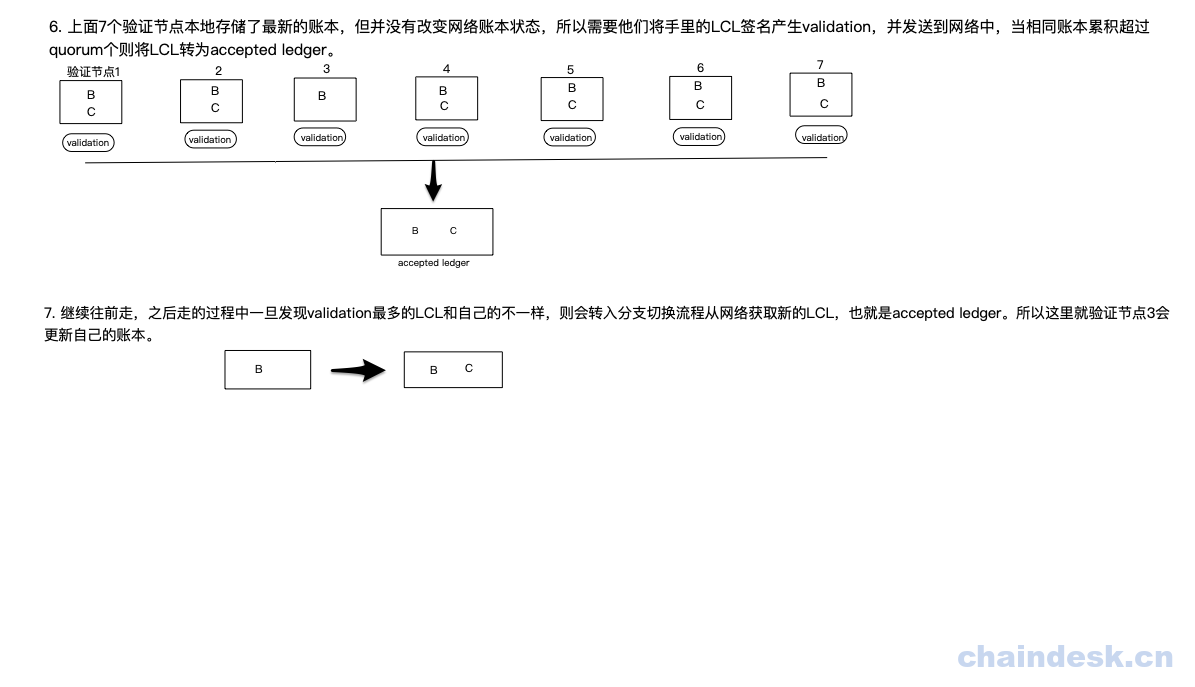 6. 上面7个验证节点本地存储了最新的账本，但并没有改变网络账本状态，所以需要他们将手里的LCL签名产生validation，并发送到网络中，当相同账本累积超过
quorum个则将LCL转为accepted ledger。
验证节点1 2 3 4 5 6 7
B B B B B B B
C C C C C C
validation validation validation validation validation validation validation
B C
accepted ledger
7. 继续往前走，之后走的过程中一旦发现validation最多的LCL和自己的不一样，则会转入分支切换流程从网络获取新的LCL，也就是accepted ledger。所以这里就验证节点3会
更新自己的账本。
B B C
chaindesk.cn